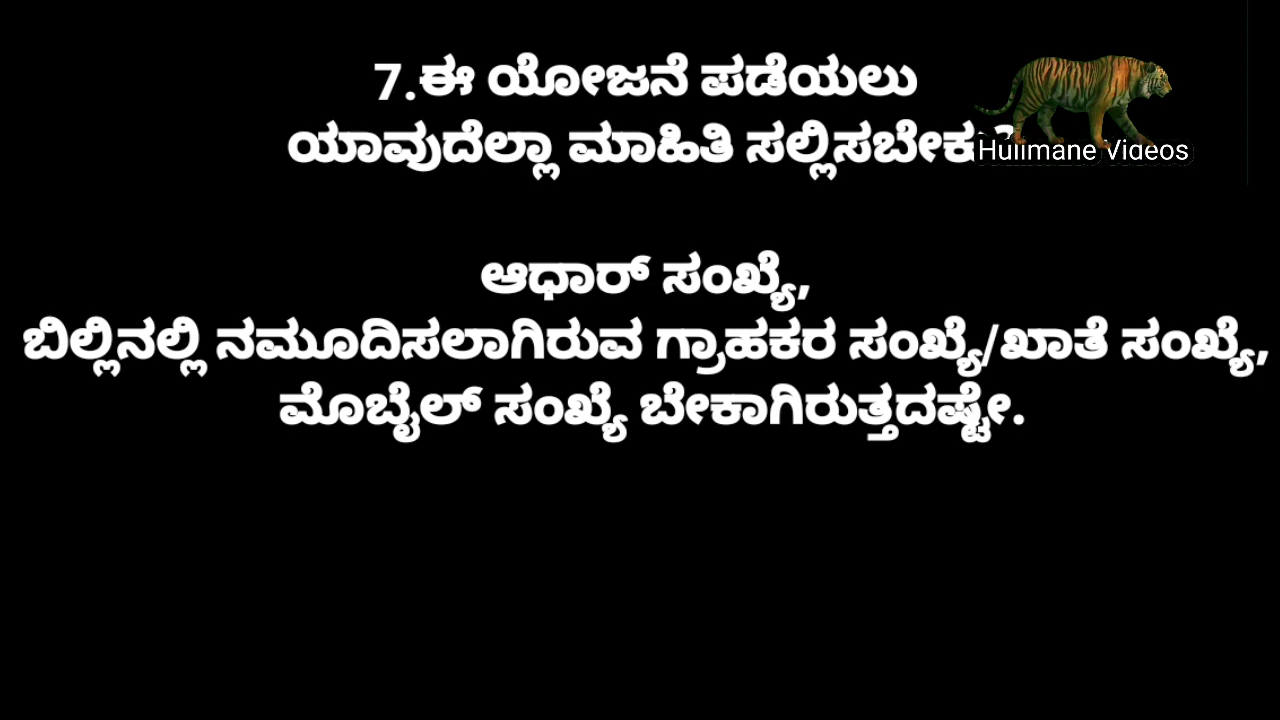 7.ಈ ಯೋಜನೆ ಪಡೆಯಲು
ಯಾವುದೆಲ್ಲಾ ಮಾಹಿತಿ ಸಲ್ಲಿಸಬೇಕು?
Hulimane Videos
ಆಧಾರ್ ಸಂಖ್ಯೆ,
ಬಿಲ್ಲಿನಲ್ಲಿ ನಮೂದಿಸಲಾಗಿರುವ ಗ್ರಾಹಕರ ಸಂಖ್ಯೆ/ಖಾತೆ ಸಂಖ್ಯೆ,
ಮೊಬೈಲ್ ಸಂಖ್ಯೆ ಬೇಕಾಗಿರುತ್ತದಷ್ಟೇ.